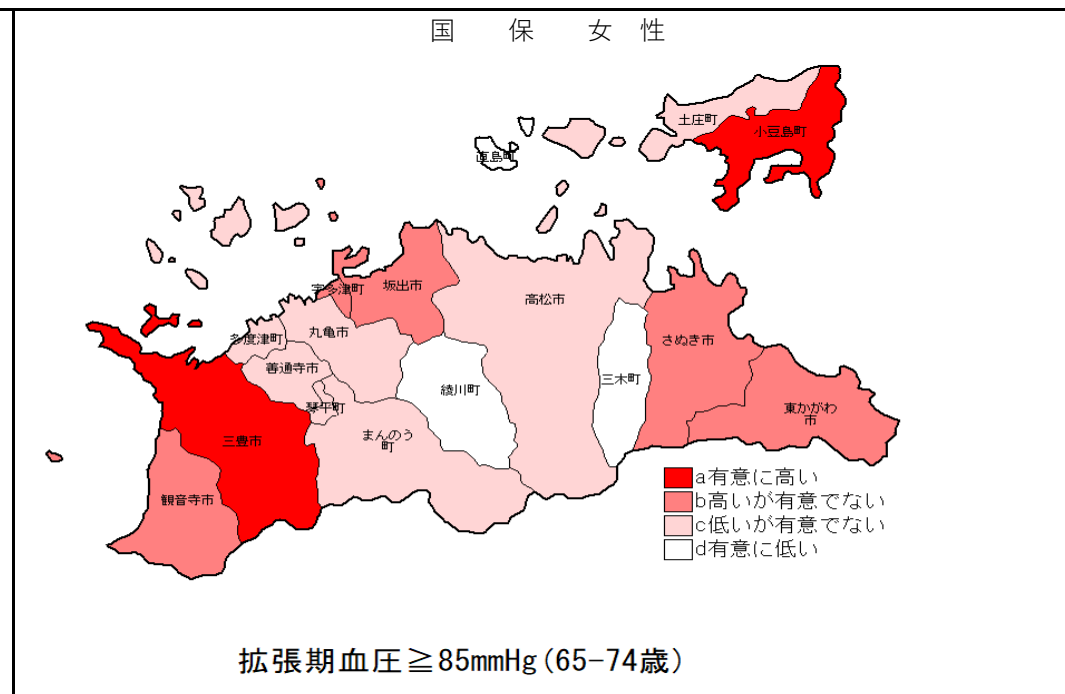 国 保 女 性
土庄町
小豆島町
直島町
宇多津町
坂出市
高松市
多度津町
丸亀市
さぬき市
善通寺市
綾川町
三木町
琴平町
東かがわ
市
まんのう
町
三豊市
観音寺市
a有意に高い
b高いが有意でない
c低いが有意でない
d有意に低い
拡張期血圧≧85mmHg(65-74歳)